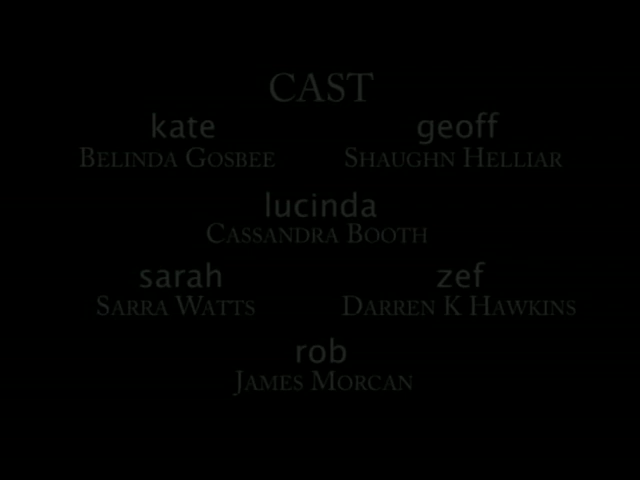 CAST
kate geoff
BELINDA GOSBEE SHAUGHN HELLIAR
lucinda
CASSANDRA BOOTH
sarah zef
SARRA WATTS DARREN K HAWKINS
rob
JAMES MORCAN